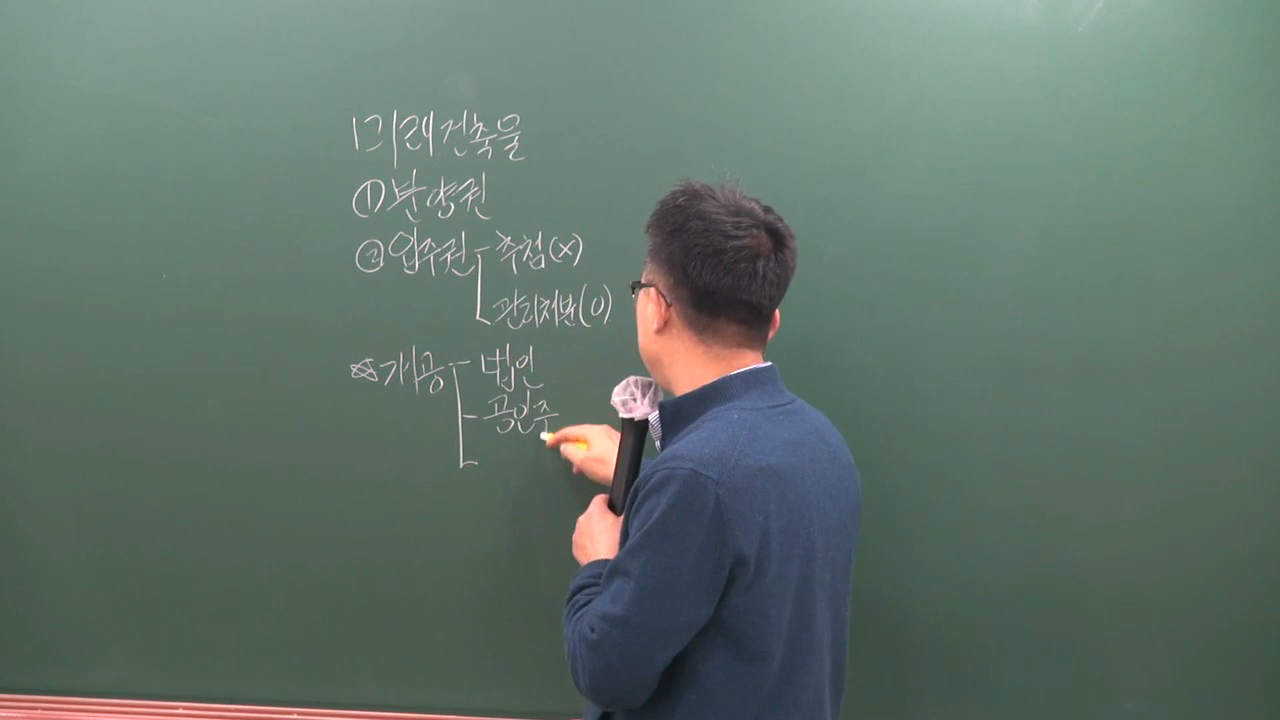 1) 미래건축물
① 분양권
② 입주권 - 추첨(x)
관리처분(O)
☆ 개공 - 법인
- 공인중